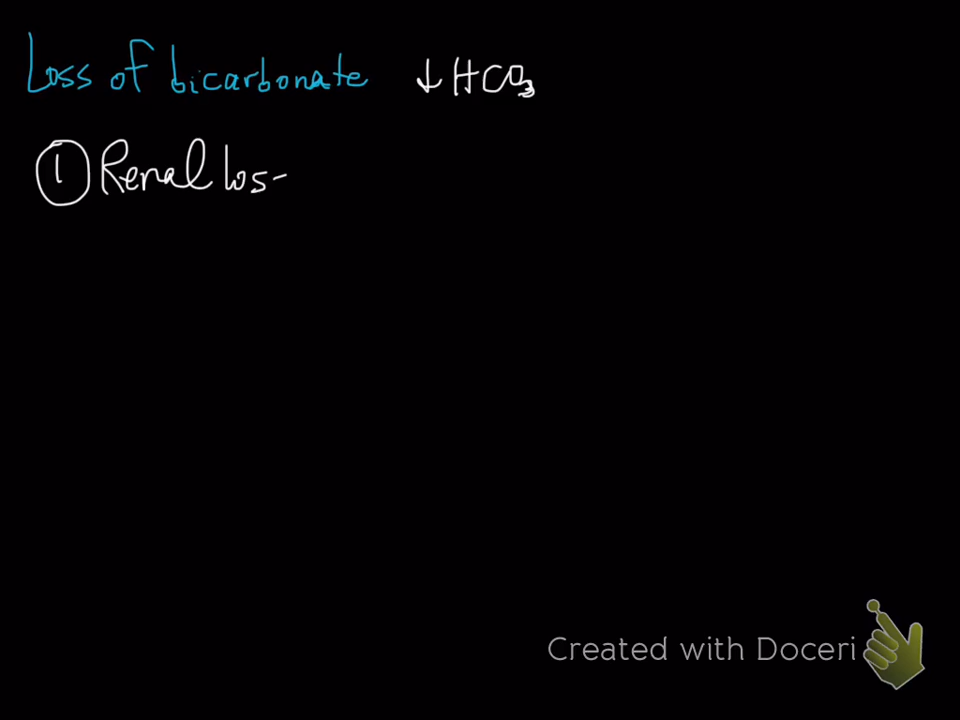 Loss of bicarbonate ↓HCO₃
① Renal los-
Created with Doceri